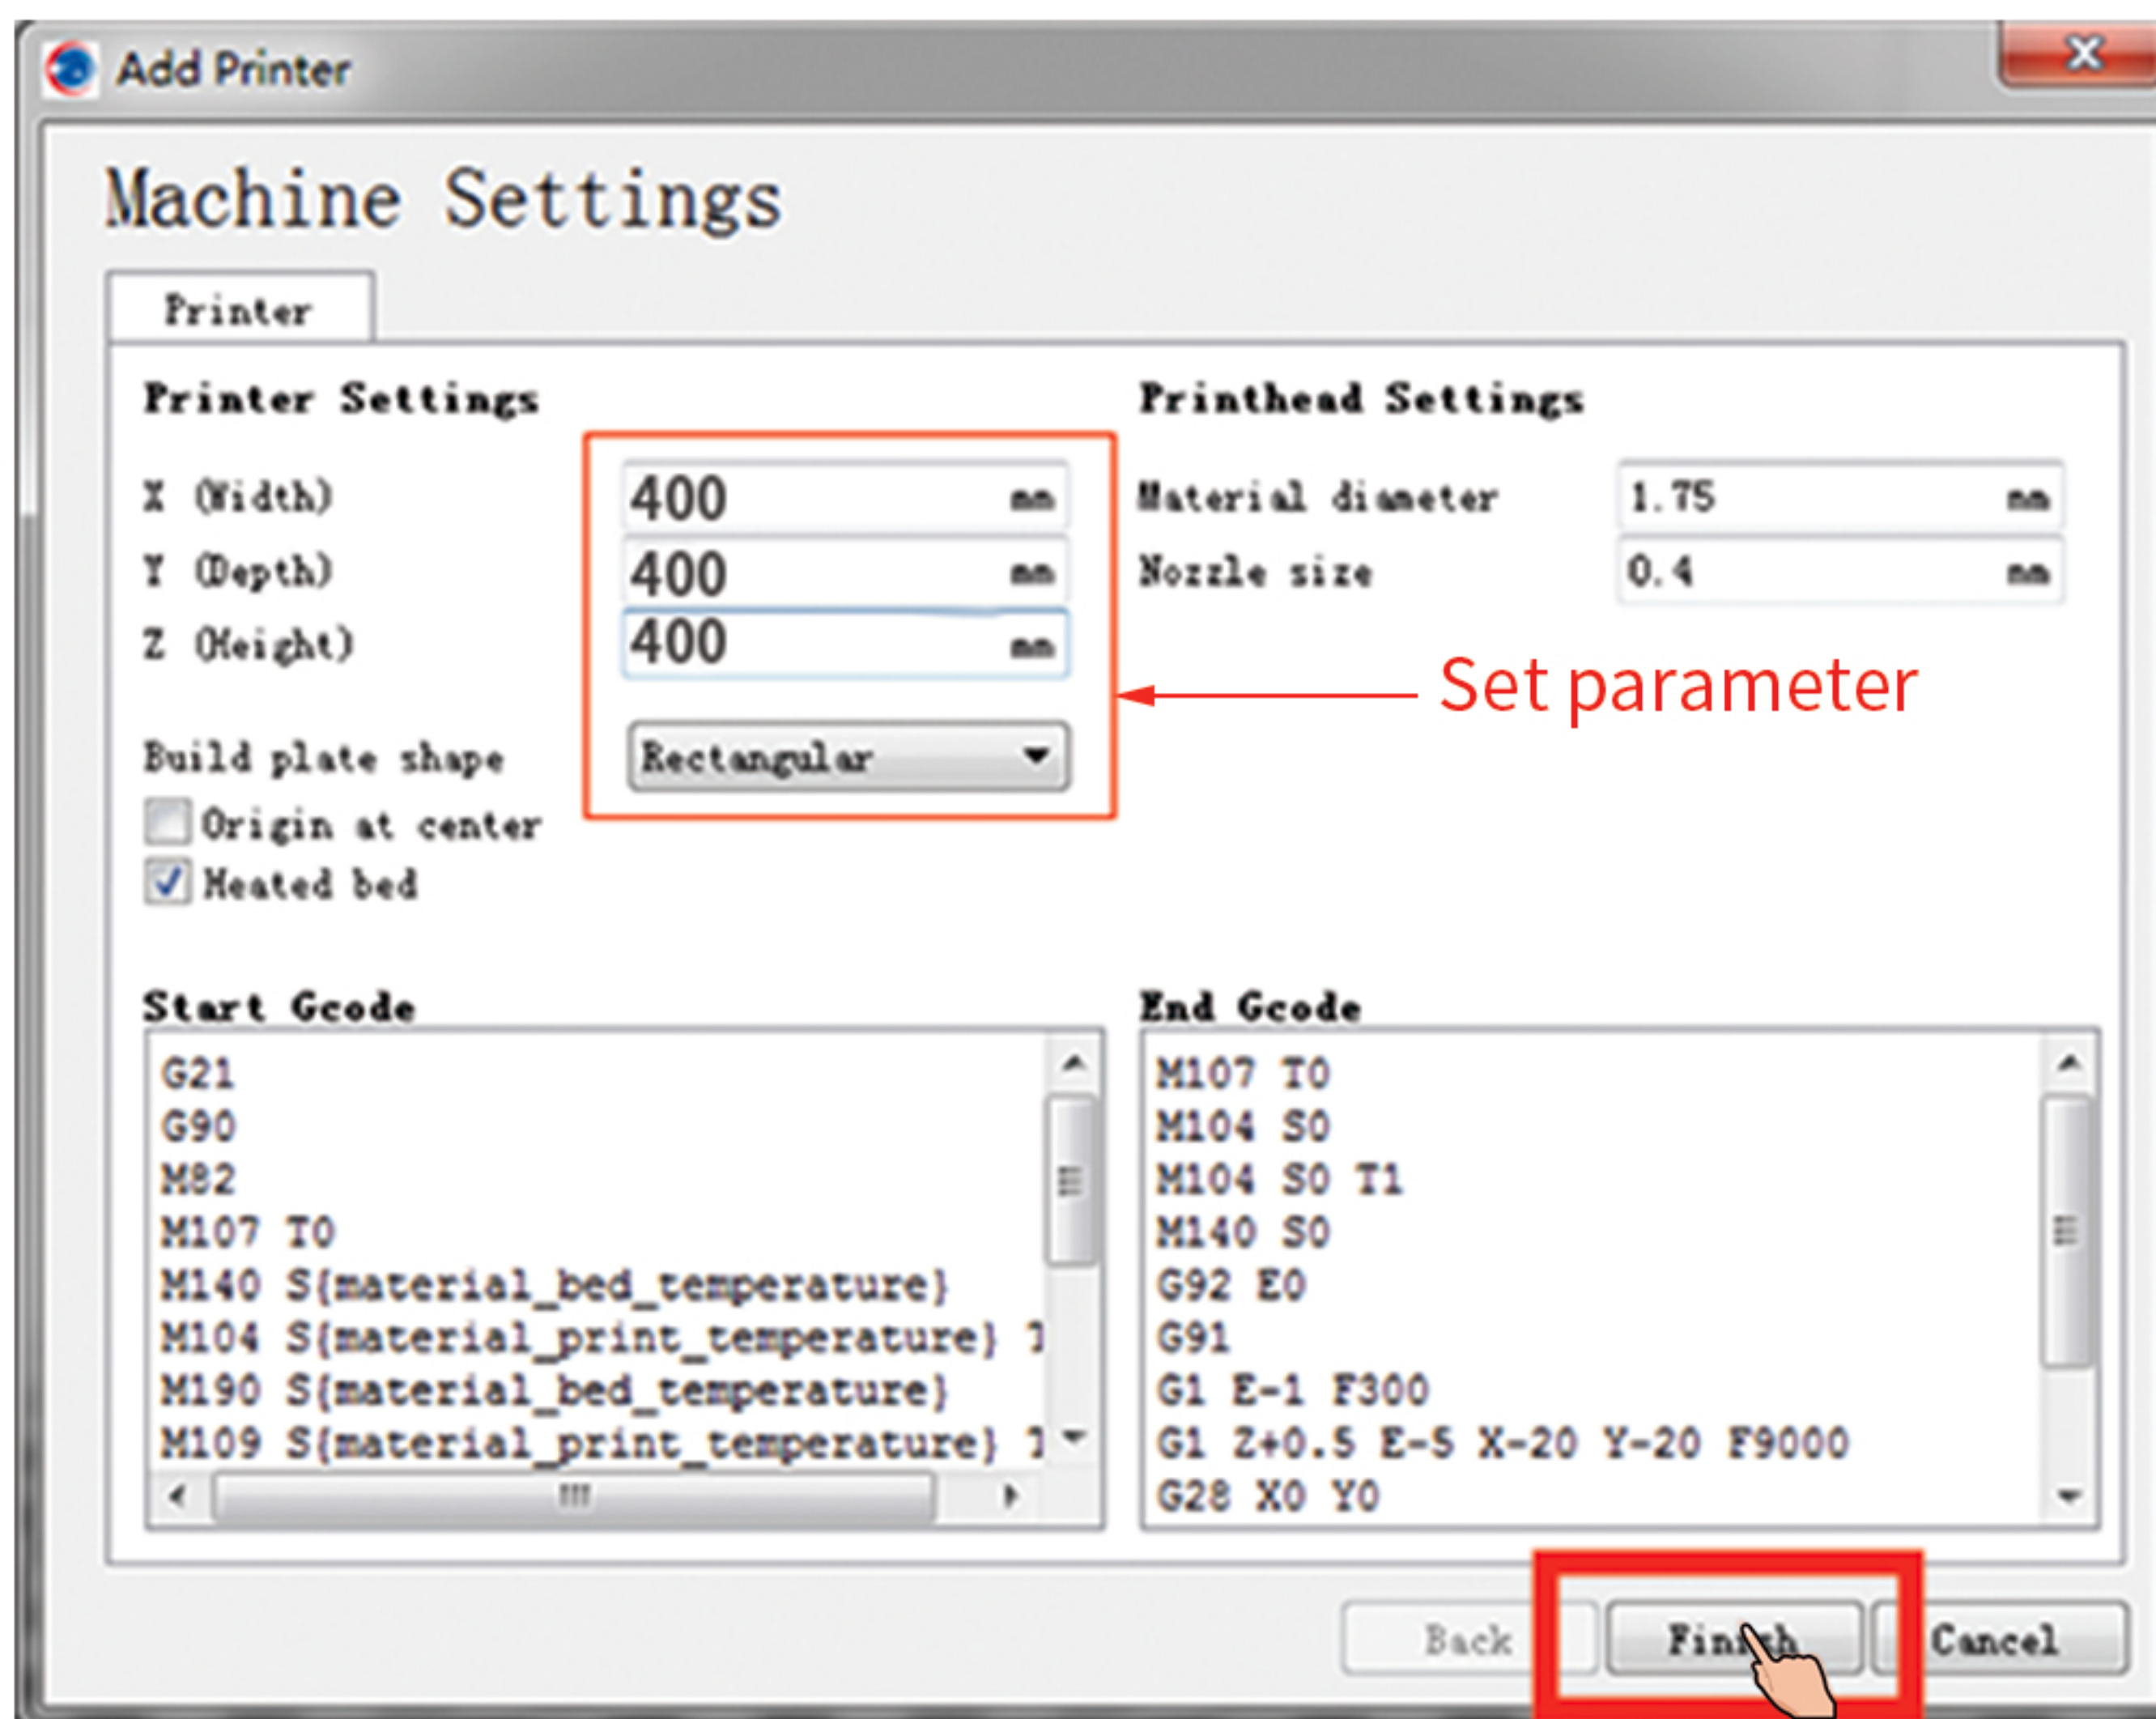 Add Printer
Machine Settings
Printer
Printer Settings
X (Width) 400 mm
Y (Depth) 400 mm
Z (Height) 400 mm
Build plate shape Rectangular
Origin at center
Heated bed
Printhead Settings
Material diameter 1.75 mm
Nozzle size 0.4 mm
Set parameter
Start Gcode
G21
G90
M82
M107 T0
M140 S{material_bed_temperature}
M104 S{material_print_temperature}
M190 S{material_bed_temperature}
M109 S{material_print_temperature}
End Gcode
M107 T0
M104 S0
M104 S0 T1
M140 S0
G92 E0
G91
G1 E-1 F300
G1 Z+0.5 E-5 X-20 Y-20 F9000
G28 X0 Y0
Back Finish Cancel